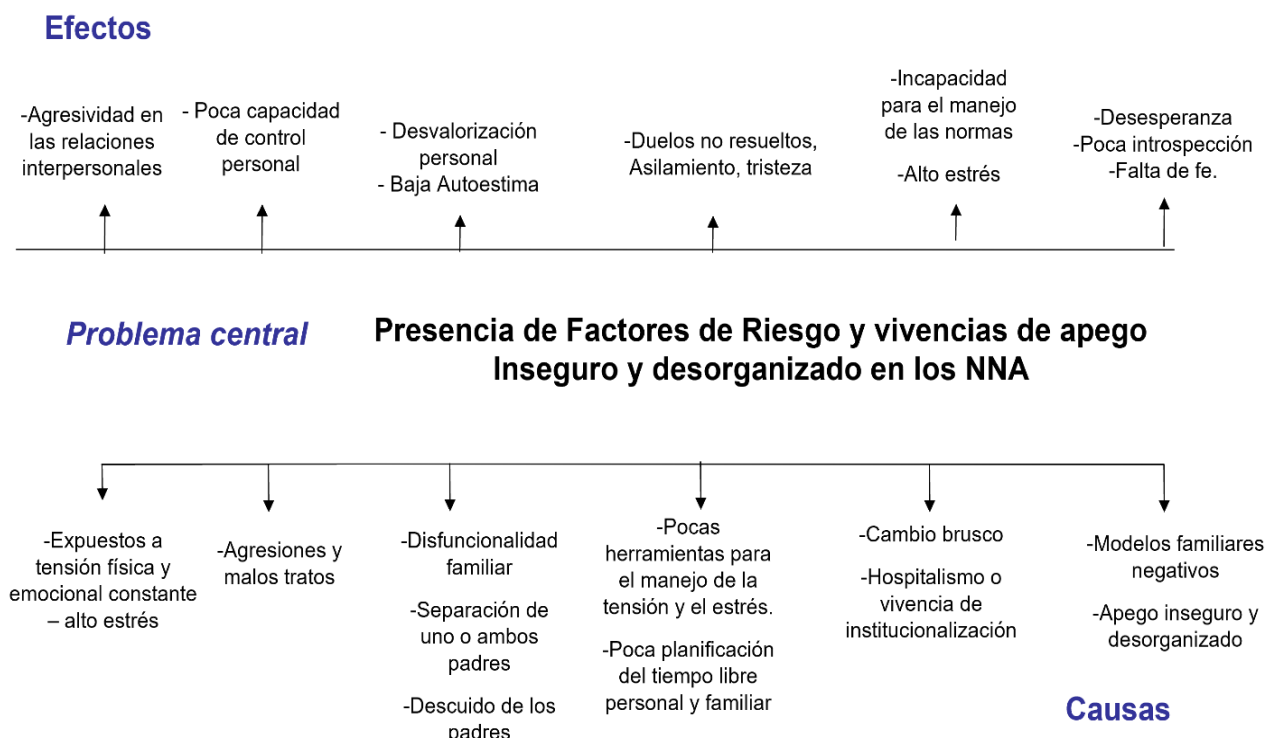 Efectos
-Agresividad en
las relaciones
interpersonales
- Poca capacidad
de control
personal
- Desvalorización
personal
- Baja Autoestima
-Duelos no resueltos,
Asilamiento, tristeza
-Incapacidad
para el manejo
de las normas
-Alto estrés
-Desesperanza
-Poca introspección
-Falta de fe.
Problema central
Presencia de Factores de Riesgo y vivencias de apego
Inseguro y desorganizado en los NNA
-Expuestos a
tensión física y
emocional constante
– alto estrés
-Agresiones y
malos tratos
-Disfuncionalidad
familiar
-Separación de
uno o ambos
padres
-Descuido de los
padres
-Pocas
herramientas para
el manejo de la
tensión y el estrés.
-Poca planificación
del tiempo libre
personal y familiar
-Cambio brusco
-Hospitalismo o
vivencia de
institucionalización
-Modelos familiares
negativos
-Apego inseguro y
desorganizado
Causas